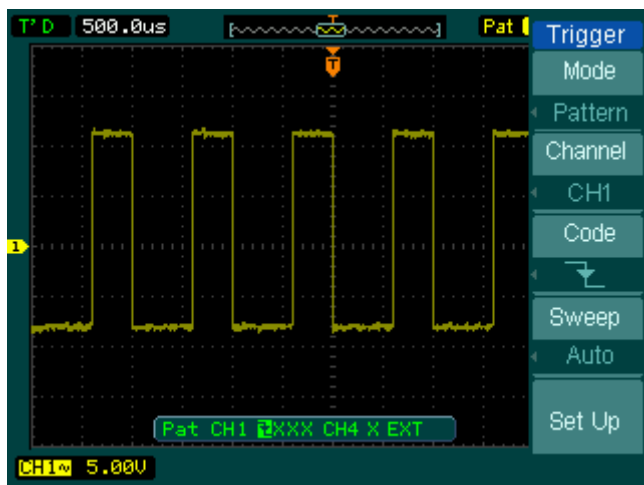 T'D 500.0us T Pat Trigger
Mode
T
Pattern
Channel
CH1
Code
1
Sweep
Auto
Set Up
Pat CH1 XXX CH4 X EXT
CH1~ 5.00V